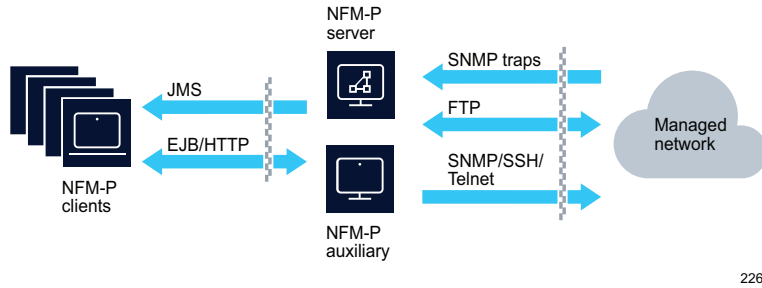 NFM-P
server
SNMP traps
JMS
FTP
Managed
network
EJB/HTTP
SNMP/SSH/
Telnet
NFM-P
clients
NFM-P
auxiliary
226